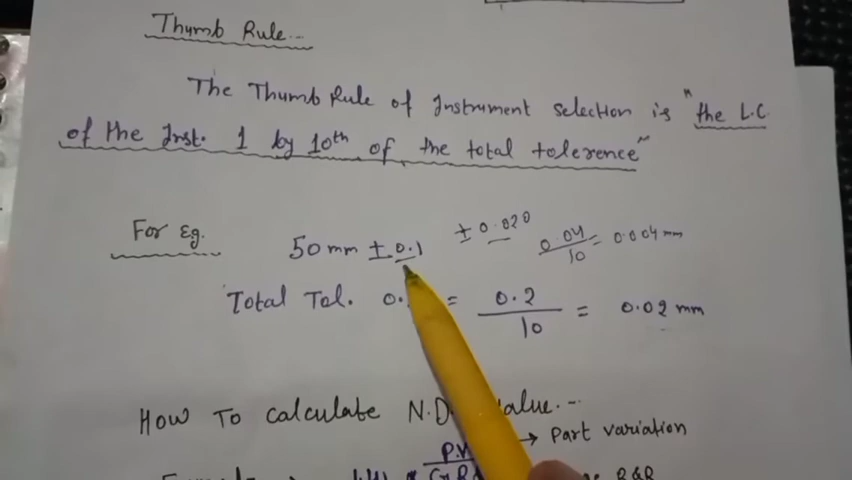 Thumb Rule...
The Thumb Rule of Instrument selection is "the L.C
of the Inst. 1 by 10th of the total tolerence"
For Eg. 50mm ±0.1 ±0.020 0.04/10 = 0.004mm
Total Tol. 0. = 0.2/10 = 0.02 mm
How To calculate N.D. value...
P.V → Part variation
R&R